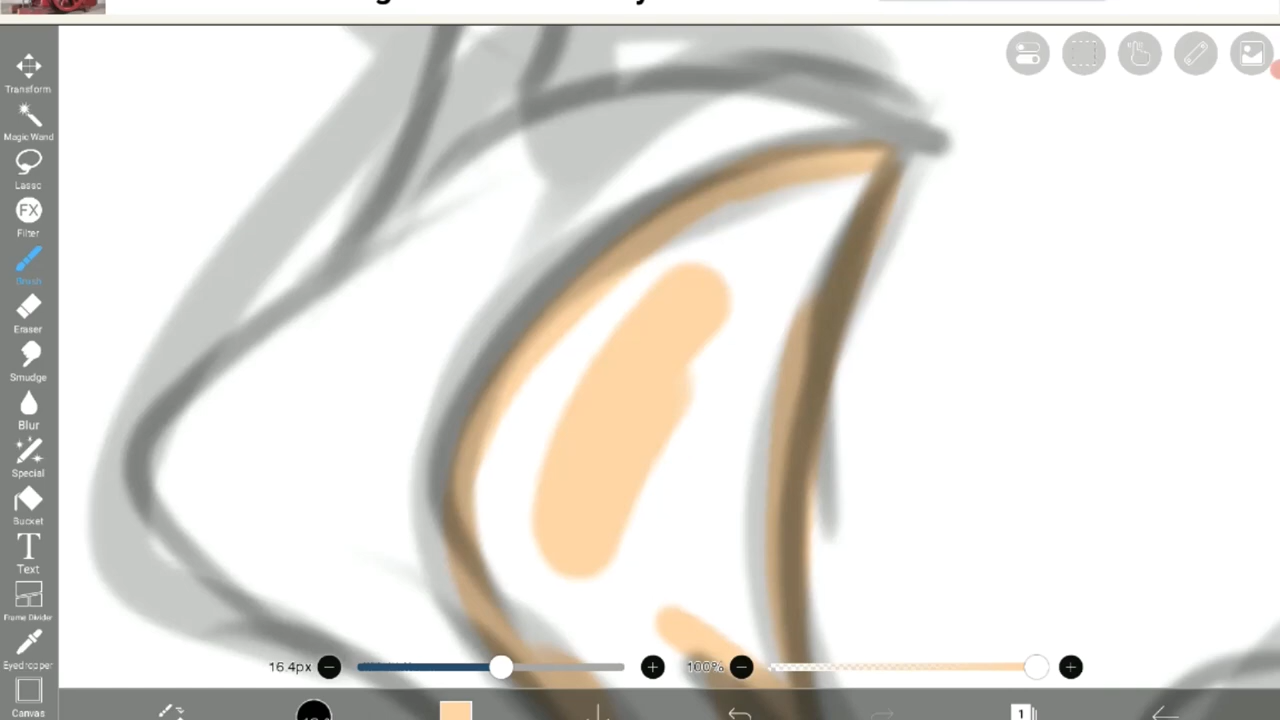 Transform
Magic Wand
Lasso
FX
Filter
Brush
Eraser
Smudge
Blur
Special
Bucket
T
Text
Frame Divider
Eyedropper
Canvas
16.4px
100%
1